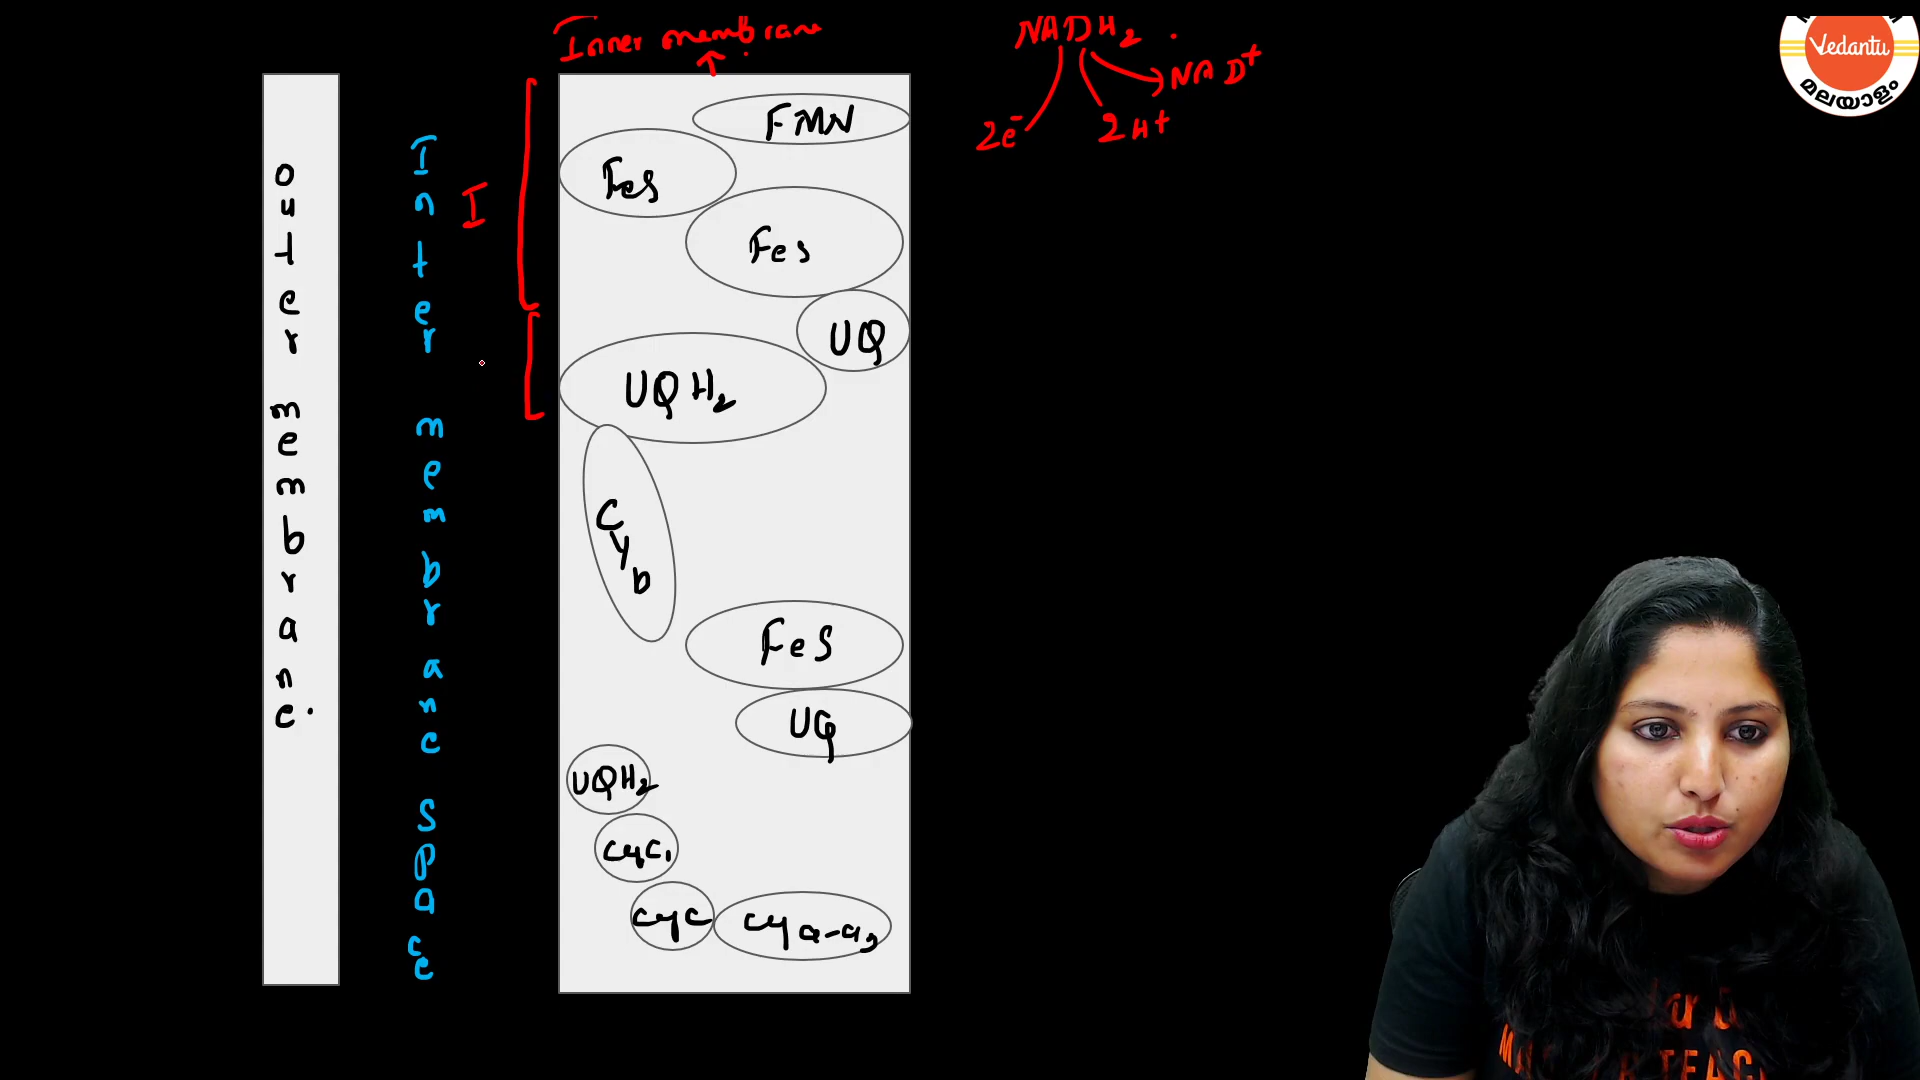 Inner membrane
NADH2 .
NAD+
2e-
2H+
Vedantu
മലയാളം
outer membrane.
Inter membrane space
I
FMN
FeS
FeS
UQ
UQH2
Cyb
FeS
UQ
UQH2
cyc1
cyc
cya-a3